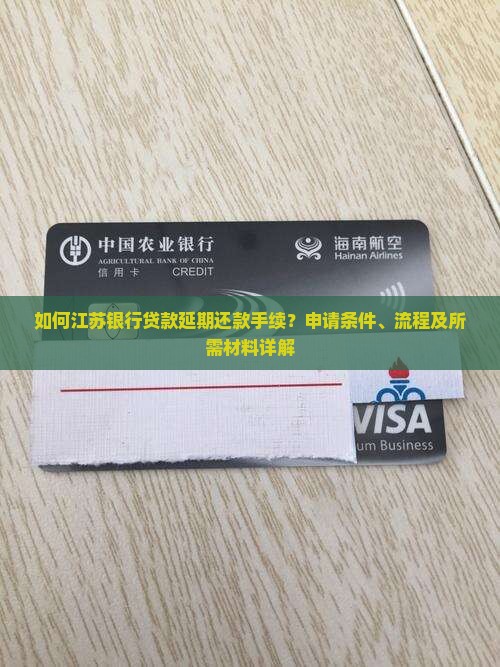 中国农业银行
AGRICULTURAL BANK OF CHINA
信用卡 CREDIT
海南航空
Hainan Airlines
如何江苏银行贷款延期还款手续？申请条件、流程及所
需材料详解
VISA
um Business